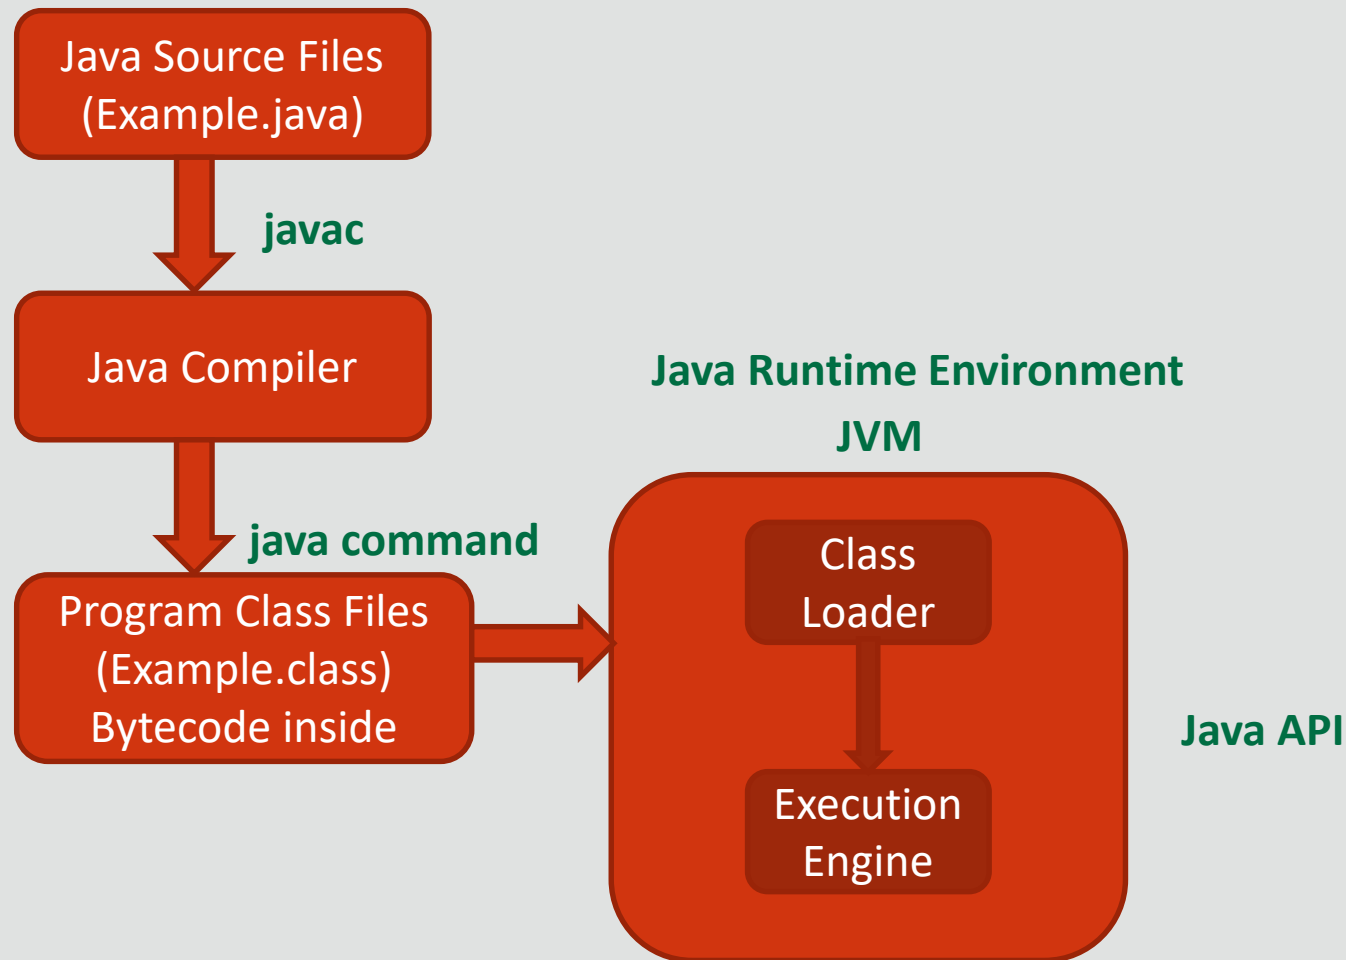 Java Source Files
(Example.java)
javac
Java Compiler
Java Runtime Environment
JVM
java command
Program Class Files
(Example.class)
Bytecode inside
Class
Loader
Execution
Engine
Java API